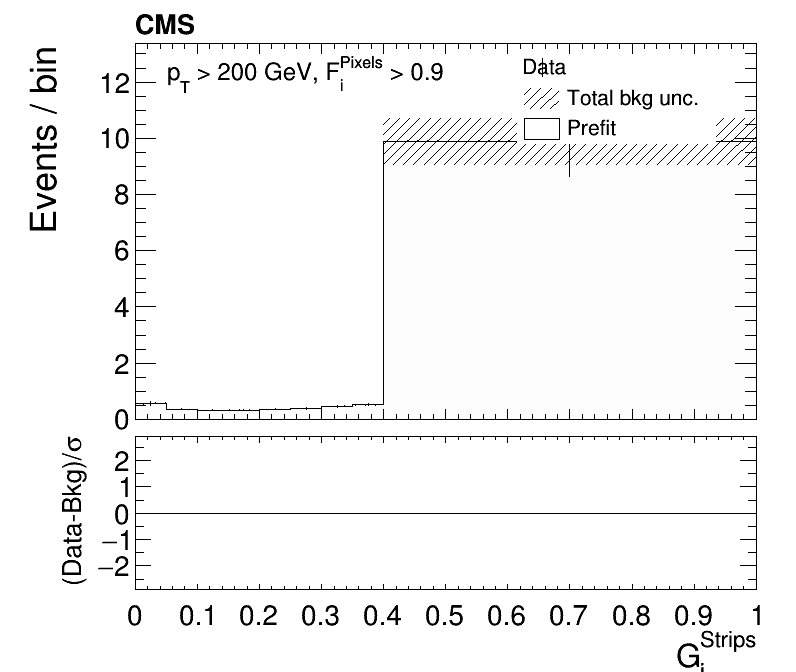 CMS
Events / bin
p_T > 200 GeV, F_i^Pixels > 0.9
Data
Total bkg unc.
Prefit
12
10
8
6
4
2
0
(Data-Bkg)/σ
2
1
0
−1
−2
0 0.1 0.2 0.3 0.4 0.5 0.6 0.7 0.8 0.9 1
G_i^Strips